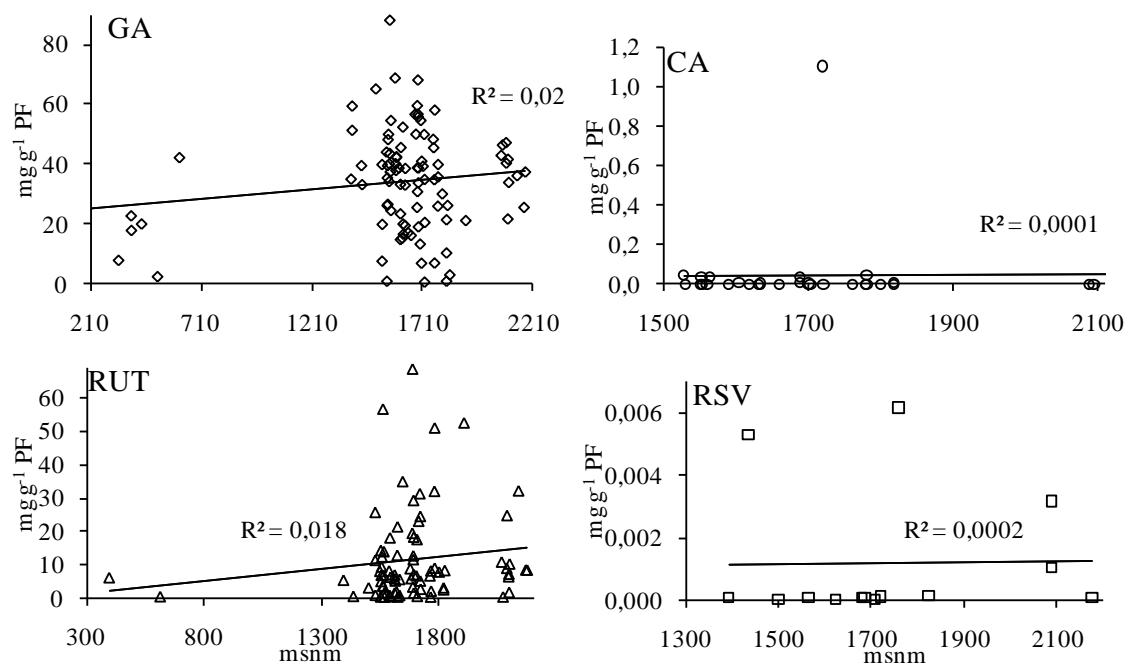 GA
mg g⁻¹ PF
80
60
40
20
0
R² = 0,02
210 710 1210 1710 2210
CA
mg g⁻¹ PF
1,2
1,0
0,8
0,6
0,4
0,2
0,0
R² = 0,0001
1500 1700 1900 2100
RUT
mg g⁻¹ PF
60
50
40
30
20
10
0
R² = 0,018
300 800 1300 1800
msnm
RSV
mg g⁻¹ PF
0,006
0,004
0,002
0,000
R² = 0,0002
1300 1500 1700 1900 2100
msnm